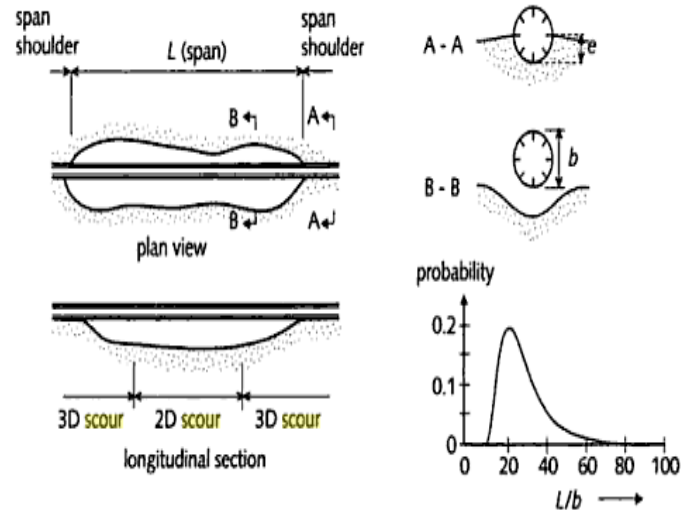 span
shoulder
L (span)
span
shoulder
B
A
B
A
plan view
3D scour
2D scour
3D scour
longitudinal section
A - A
e
B - B
b
probability
0.2
0.1
0
0 20 40 60 80 100
L/b